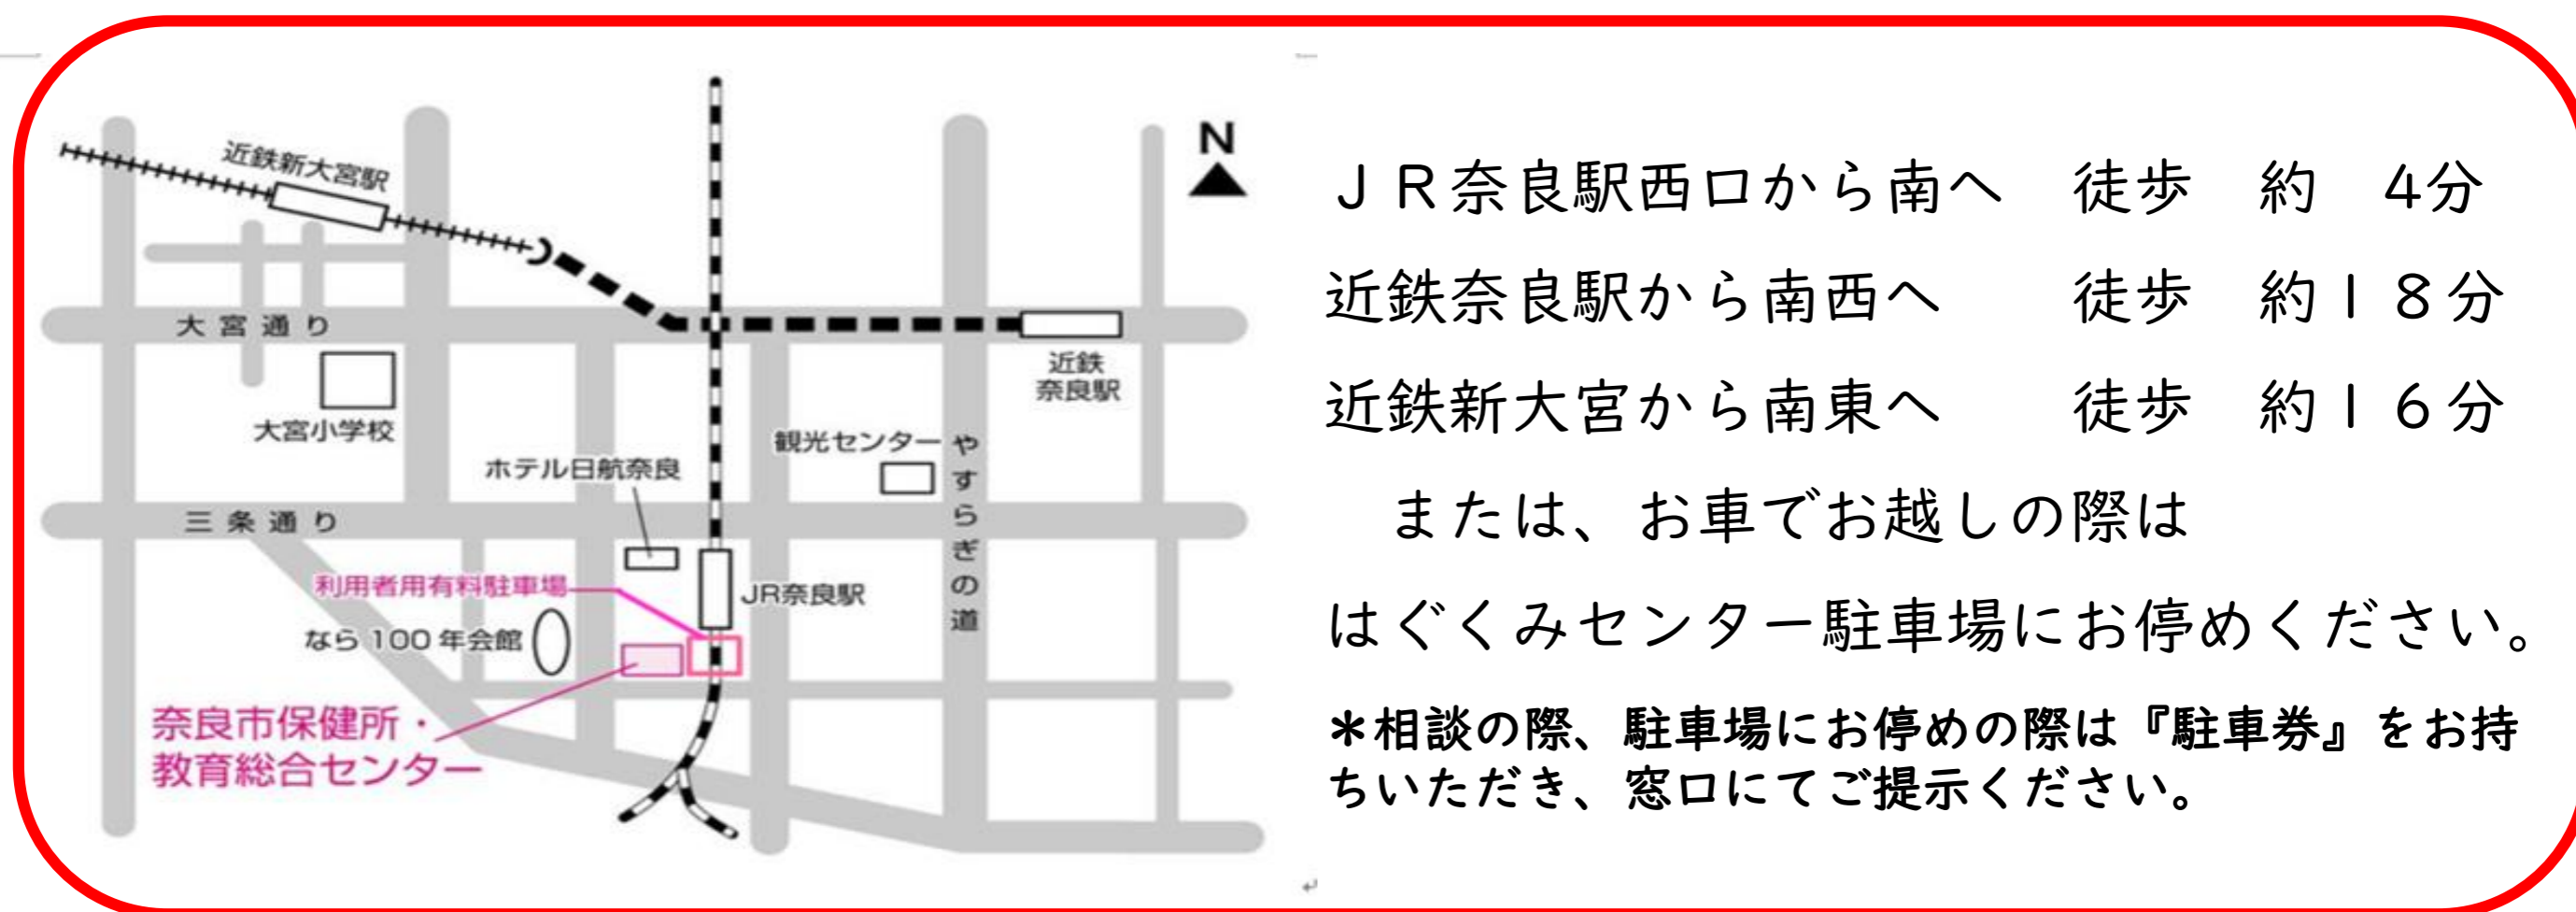 近鉄新大宮駅
N
大宮通り
近鉄
奈良駅
大宮小学校
観光センター
やすらぎの道
ホテル日航奈良
三条通り
利用者用有料駐車場
JR奈良駅
なら100年会館
奈良市保健所・
教育総合センター
ＪＲ奈良駅西口から南へ　徒歩　約　4分
近鉄奈良駅から南西へ　　徒歩　約１８分
近鉄新大宮から南東へ　　徒歩　約１６分
または、お車でお越しの際は
はぐくみセンター駐車場にお停めください。
＊相談の際、駐車場にお停めの際は『駐車券』をお持
ちいただき、窓口にてご提示ください。